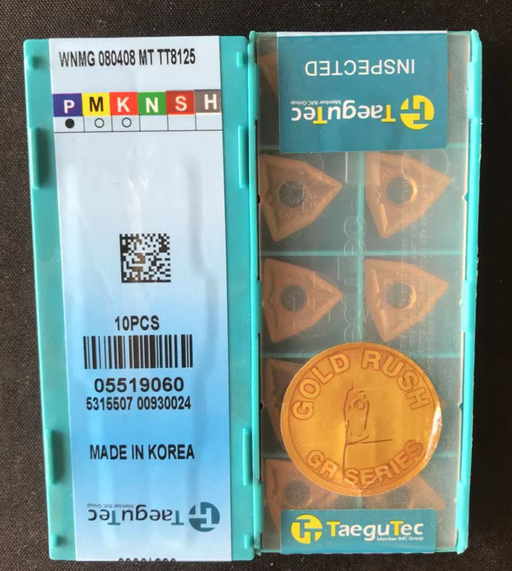 WNMG 080408 MT TT8125
P M K N S H
10PCS
05519060
5315507 00930024
MADE IN KOREA
TaeguTec
Member IMC Group
INSPECTED
TaeguTec
Member IMC Group
GOLD RUSH
GR SERIES
TaeguTec
Member IMC Group